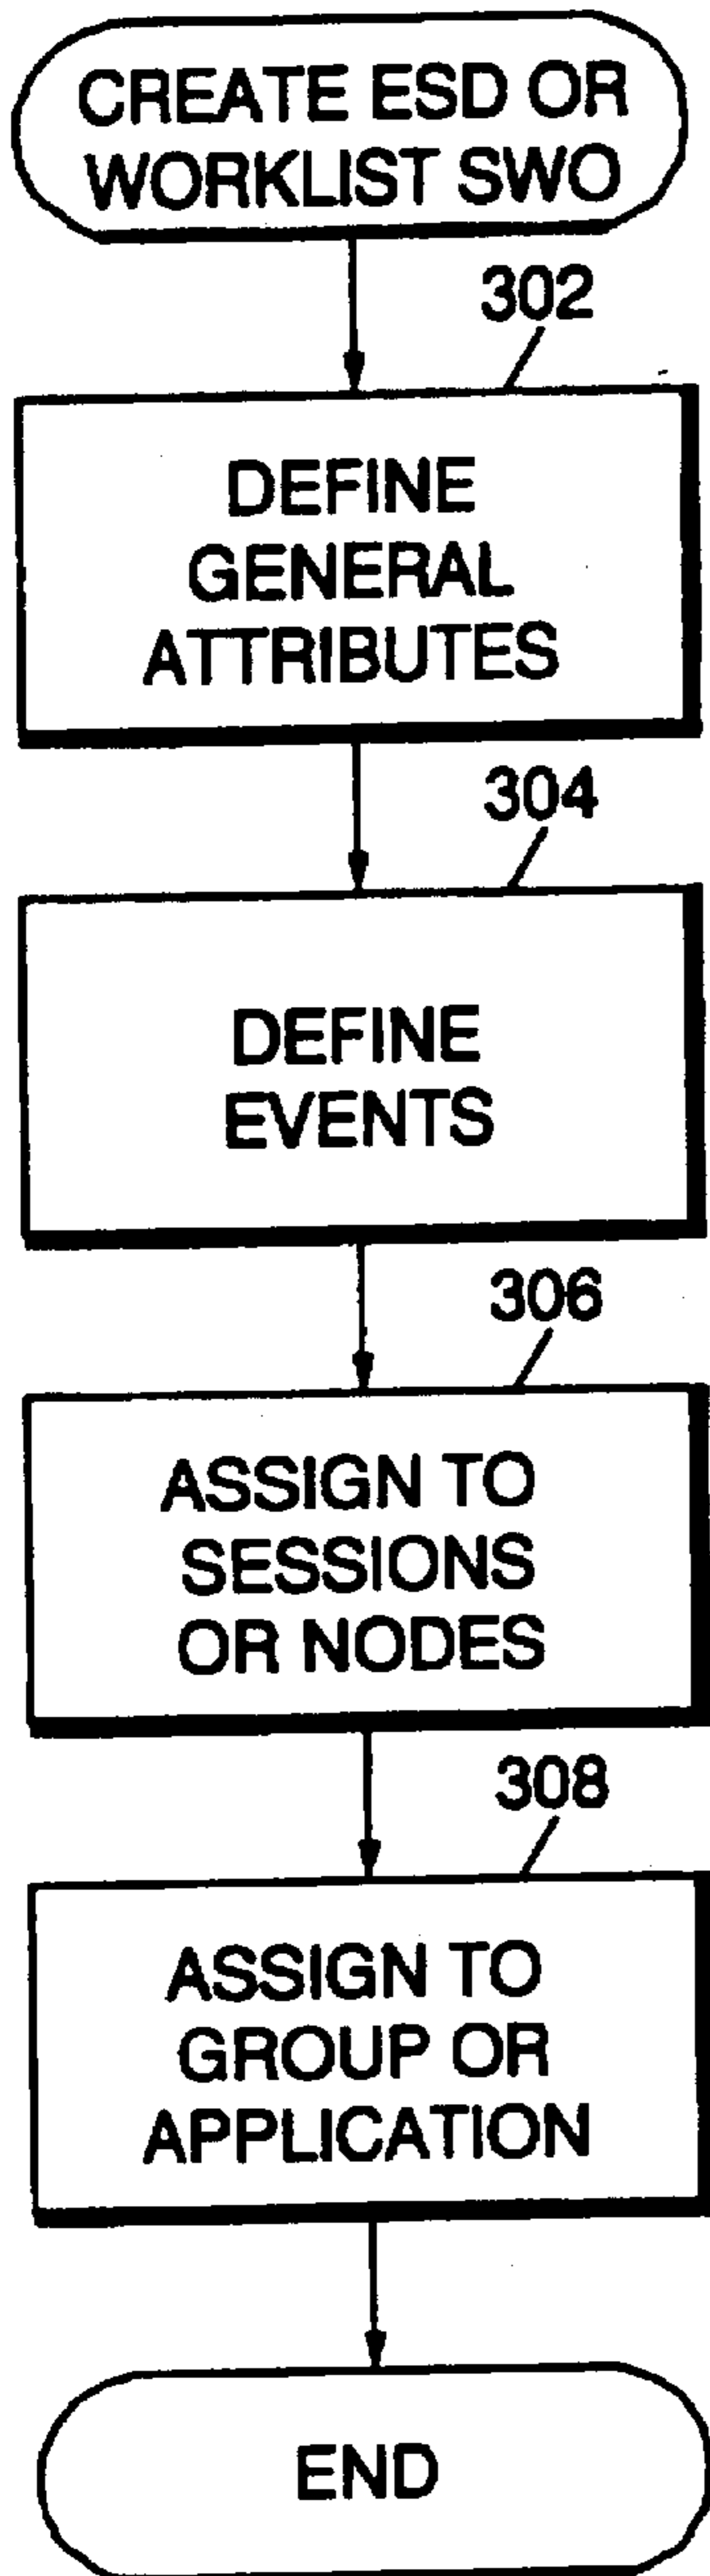 CREATE ESD OR
WORKLIST SWO
302
DEFINE
GENERAL
ATTRIBUTES
304
DEFINE
EVENTS
306
ASSIGN TO
SESSIONS
OR NODES
308
ASSIGN TO
GROUP OR
APPLICATION
END